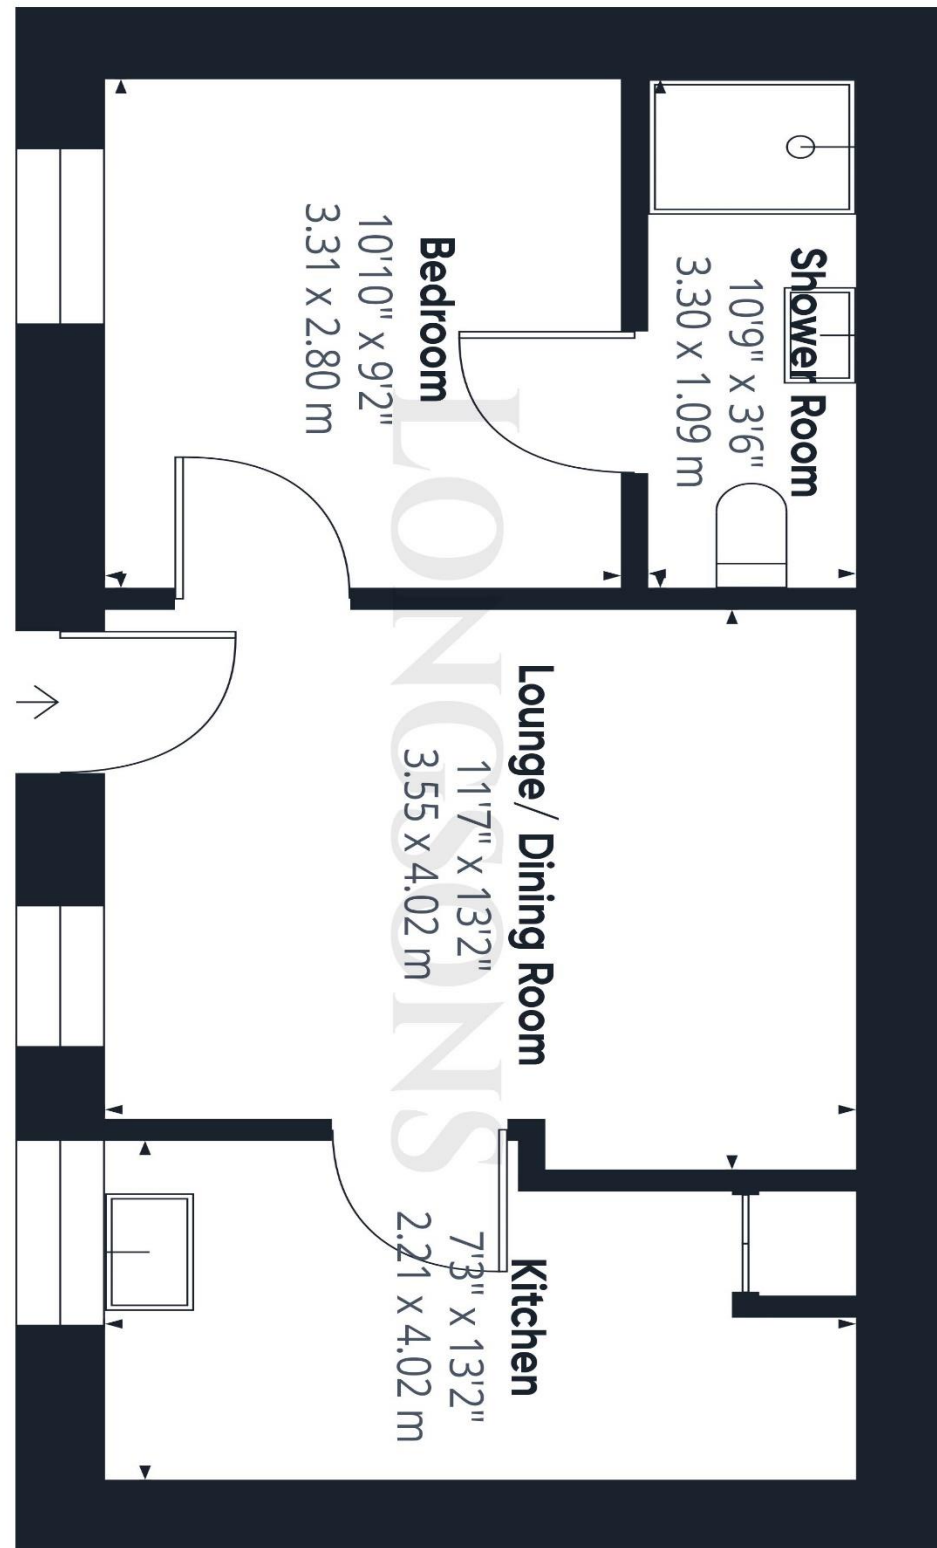 Shower Room
10'9" x 3'6"
3.30 x 1.09 m
Bedroom
10'10" x 9'2"
3.31 x 2.80 m
Lounge / Dining Room
11'7" x 13'2"
3.55 x 4.02 m
Kitchen
7'3" x 13'2"
2.21 x 4.02 m
LONGSONS